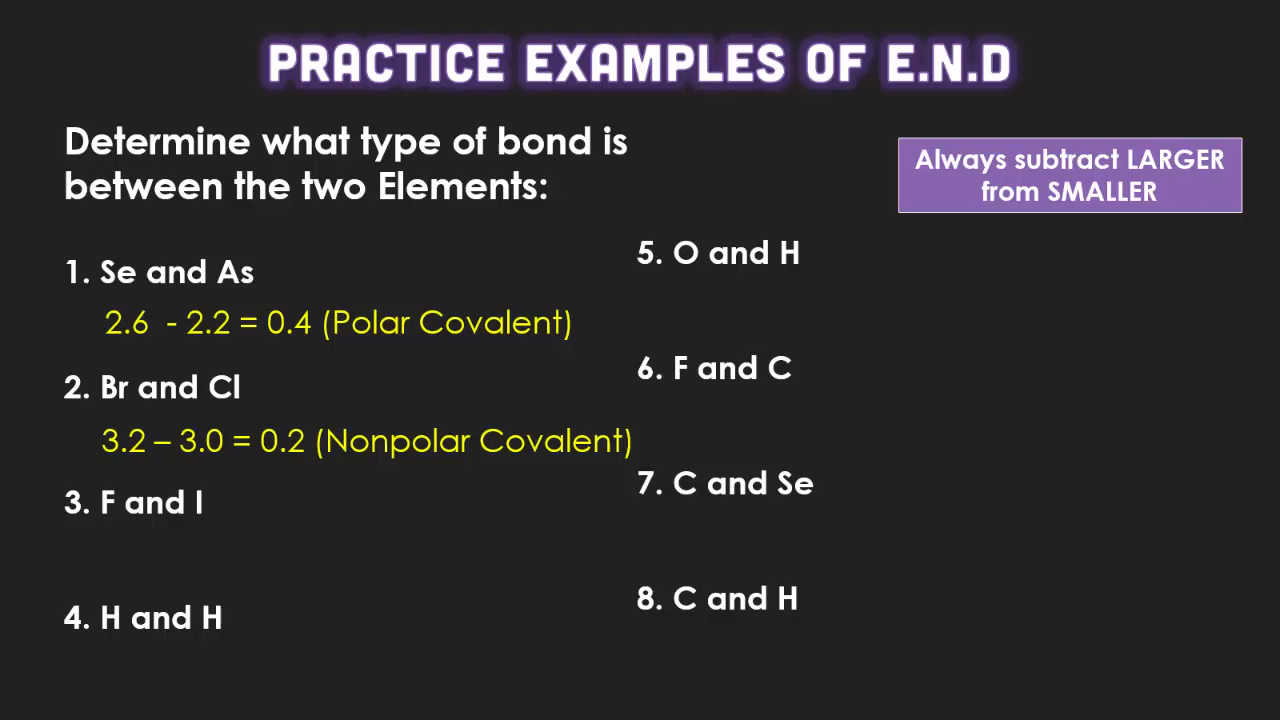 PRACTICE EXAMPLES OF E.N.D
Determine what type of bond is
between the two Elements:
Always subtract LARGER
from SMALLER
1. Se and As
2.6 - 2.2 = 0.4 (Polar Covalent)
2. Br and Cl
3.2 – 3.0 = 0.2 (Nonpolar Covalent)
3. F and I
4. H and H
5. O and H
6. F and C
7. C and Se
8. C and H